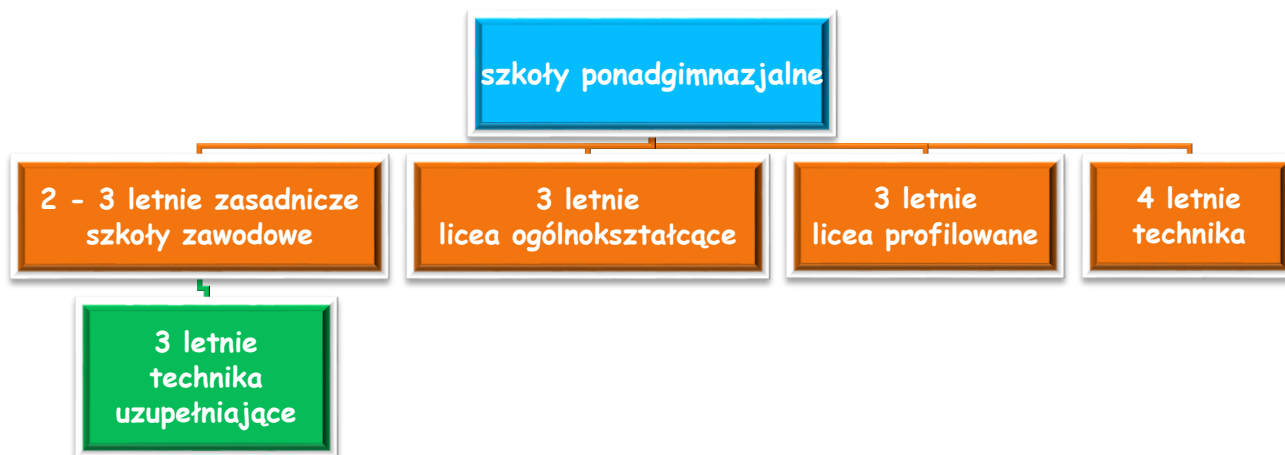 szkoły ponadgimnazjalne
2 - 3 letnie zasadnicze
szkoły zawodowe
3 letnie
licea ogólnokształcące
3 letnie
licea profilowane
4 letnie
technika
3 letnie
technika
uzupełniające